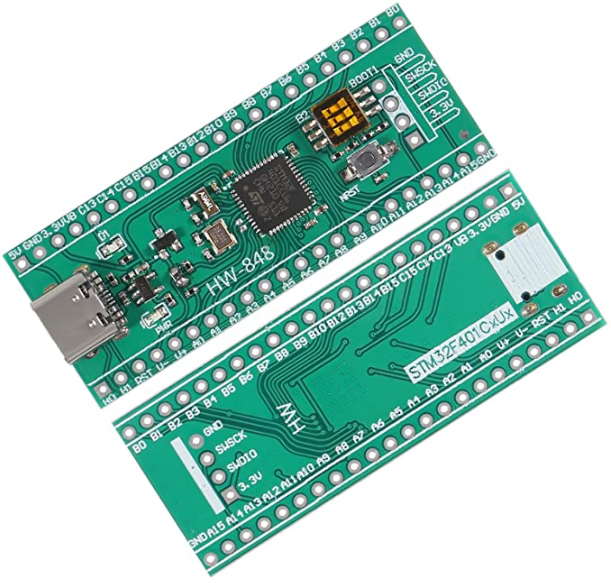 B0
B1
B2
B3
B4
B5
B6
B7
B8
B9
B10
B12
B13
B14
B15
C15
C14
C13
VB
3.3V
GND
5V
GND
SWSCK
SWDIO
3.3V
BOOT1
B2
NRST
STM32F
HW-848
PWR
H0
H1
RST
V-
V+
A0
A1
A2
A3
A4
A5
A6
A7
A8
A9
A10
A11
A12
A13
A14
A15
GND
5V
GND
3.3V
VB
C13
C14
C15
B15
B14
B13
B12
B10
B9
B8
B7
B6
B5
B4
B3
B2
B1
B0
STM32F401CxUx
HW
GND
SWSCK
SWDIO
3.3V
H0
H1
RST
V-
V+
A0
A1
A2
A3
A4
A5
A6
A7
A8
A9
A10
A11
A12
A13
A14
A15
GND